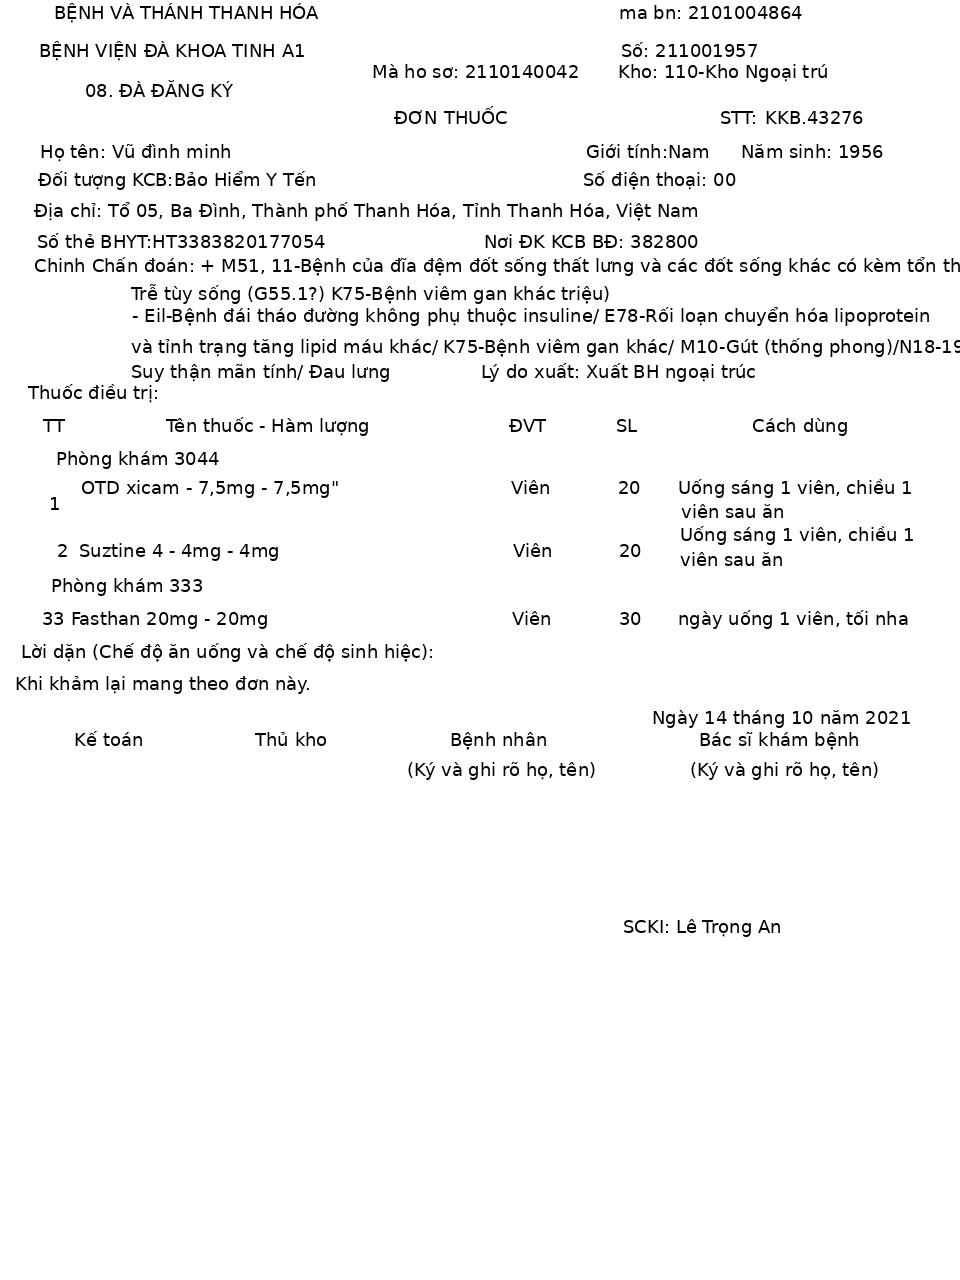 BỆNH VÀ THÁNH THANH HÓA ma bn: 2101004864
BỆNH VIỆN ĐÀ KHOA TINH A1 Số: 211001957
Mà ho sơ: 2110140042 Kho: 110-Kho Ngoại trú
08. ĐÀ ĐĂNG KÝ
ĐƠN THUỐC STT: KKB.43276
Họ tên: Vũ đình minh Giới tính:Nam Năm sinh: 1956
Đối tượng KCB:Bảo Hiểm Y Tến Số điện thoại: 00
Địa chỉ: Tổ 05, Ba Đình, Thành phố Thanh Hóa, Tỉnh Thanh Hóa, Việt Nam
Số thẻ BHYT:HT3383820177054 Nơi ĐK KCB BĐ: 382800
Chinh Chấn đoán: + M51, 11-Bệnh của đĩa đệm đốt sống thất lưng và các đốt sống khác có kèm tổn th
Trễ tùy sống (G55.1?) K75-Bệnh viêm gan khác triệu)
- Eil-Bệnh đái tháo đường không phụ thuộc insuline/ E78-Rối loạn chuyển hóa lipoprotein
và tỉnh trạng tăng lipid máu khác/ K75-Bệnh viêm gan khác/ M10-Gút (thống phong)/N18-19
Suy thận mãn tính/ Đau lưng Lý do xuất: Xuất BH ngoại trúc
Thuốc điều trị:
TT Tên thuốc - Hàm lượng ĐVT SL Cách dùng
Phòng khám 3044
1 OTD xicam - 7,5mg - 7,5mg" Viên 20 Uống sáng 1 viên, chiều 1
viên sau ăn
Uống sáng 1 viên, chiều 1
2 Suztine 4 - 4mg - 4mg Viên 20 viên sau ăn
Phòng khám 333
33 Fasthan 20mg - 20mg Viên 30 ngày uống 1 viên, tối nha
Lời dặn (Chế độ ăn uống và chế độ sinh hiệc):
Khi khảm lại mang theo đơn này.
Ngày 14 tháng 10 năm 2021
Kế toán Thủ kho Bệnh nhân Bác sĩ khám bệnh
(Ký và ghi rõ họ, tên) (Ký và ghi rõ họ, tên)
SCKI: Lê Trọng An